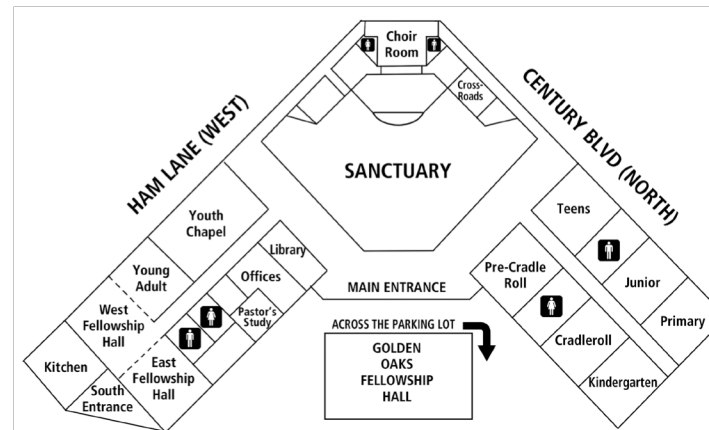 Choir
Room
Cross-
Roads
HAM LANE (WEST)
CENTURY BLVD (NORTH)
SANCTUARY
Youth
Chapel
Teens
Library
Young
Adult
Offices
Pre-Cradle
Roll
Junior
MAIN ENTRANCE
West
Fellowship
Hall
Pastor's
Study
Primary
ACROSS THE PARKING LOT
Cradleroll
GOLDEN
OAKS
FELLOWSHIP
HALL
Kitchen
East
Fellowship
Hall
Kindergarten
South
Entrance